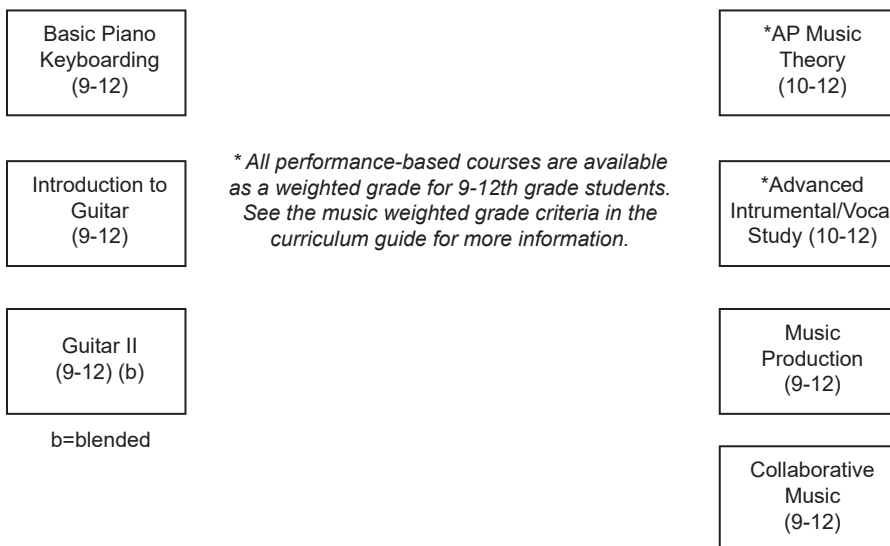 Basic Piano
Keyboarding
(9-12)
*AP Music
Theory
(10-12)
Introduction to
Guitar
(9-12)
* All performance-based courses are available
as a weighted grade for 9-12th grade students.
See the music weighted grade criteria in the
curriculum guide for more information.
*Advanced
Intrumental/Voca
Study (10-12)
Guitar II
(9-12) (b)
b=blended
Music
Production
(9-12)
Collaborative
Music
(9-12)